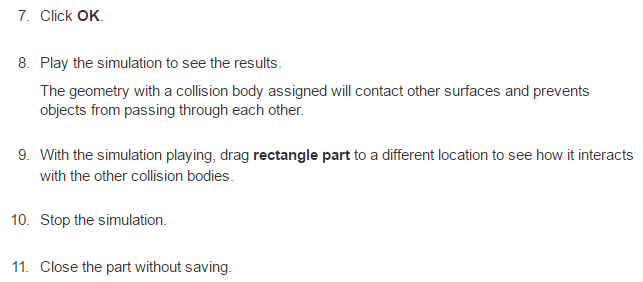 7. Click OK.
8. Play the simulation to see the results.
The geometry with a collision body assigned will contact other surfaces and prevents
objects from passing through each other.
9. With the simulation playing, drag rectangle part to a different location to see how it interacts
with the other collision bodies.
10. Stop the simulation.
11. Close the part without saving.